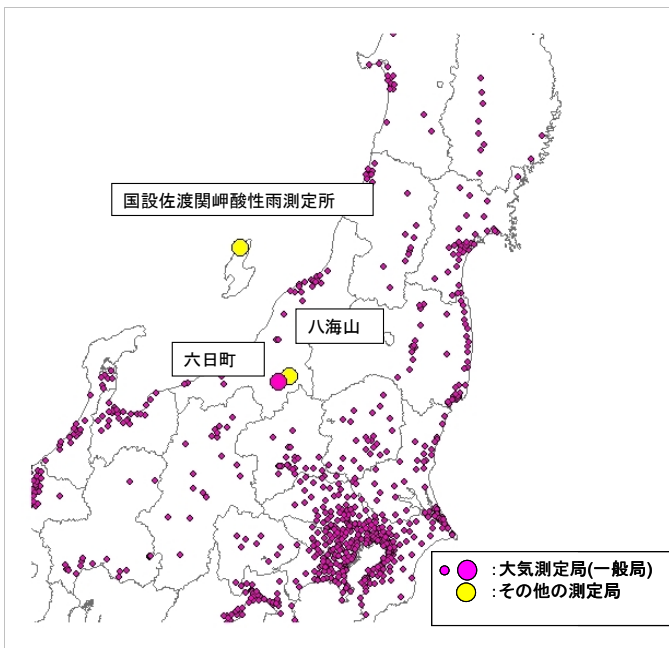 国設佐渡関岬酸性雨測定所
八海山
六日町
:大気測定局(一般局)
:その他の測定局